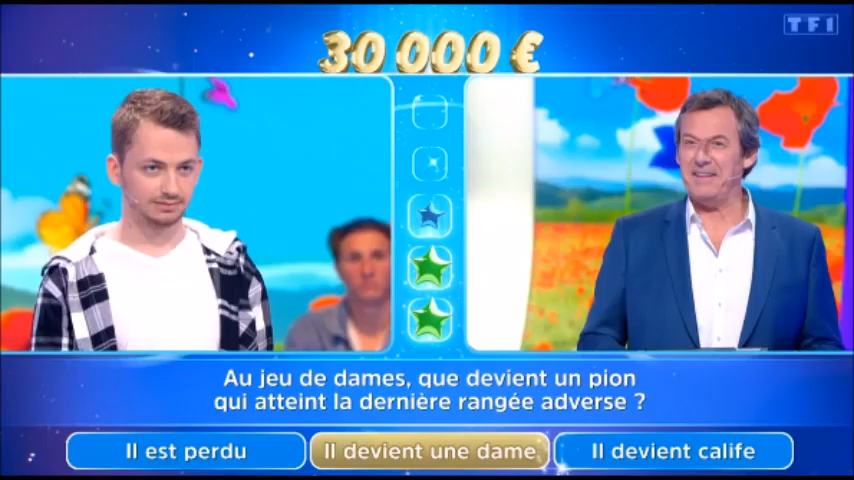 30 000 €
TF1
Au jeu de dames, que devient un pion
qui atteint la dernière rangée adverse ?
Il est perdu
Il devient une dame
Il devient calife